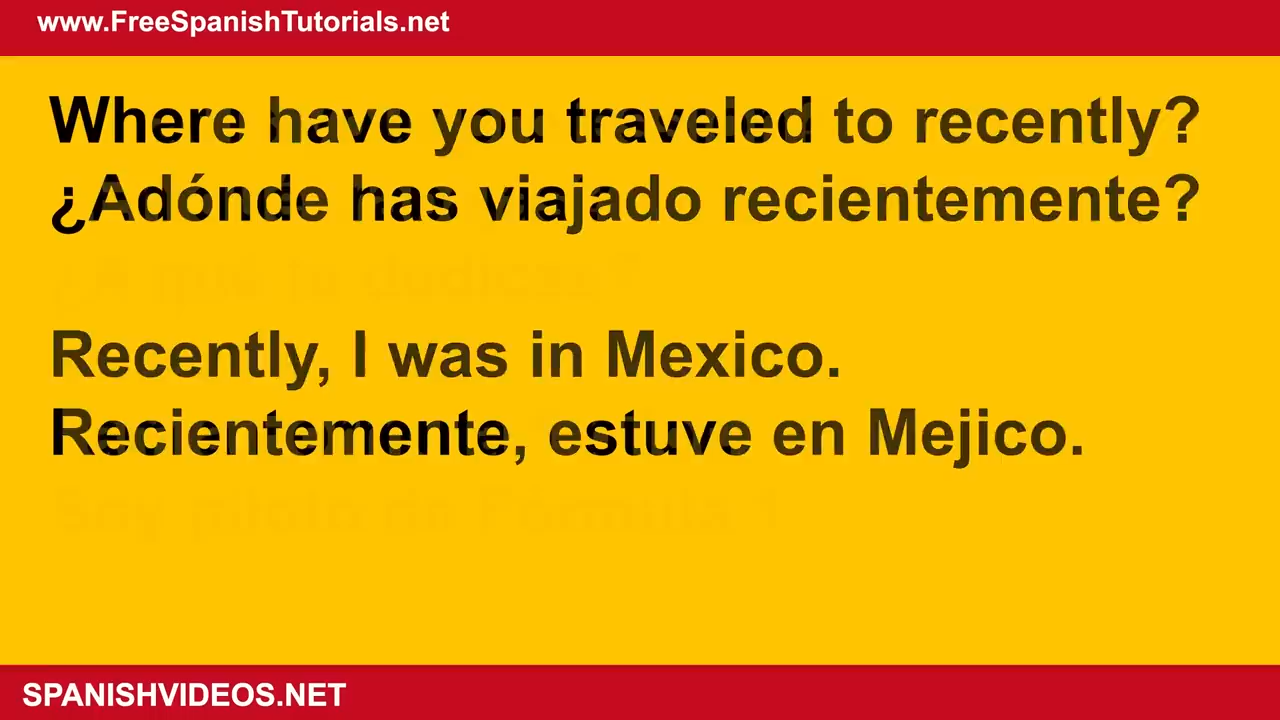 www.FreeSpanishTutorials.net
Where have you traveled to recently?
¿Adónde has viajado recientemente?
Recently, I was in Mexico.
Recientemente, estuve en Mejico.
SPANISHVIDEOS.NET